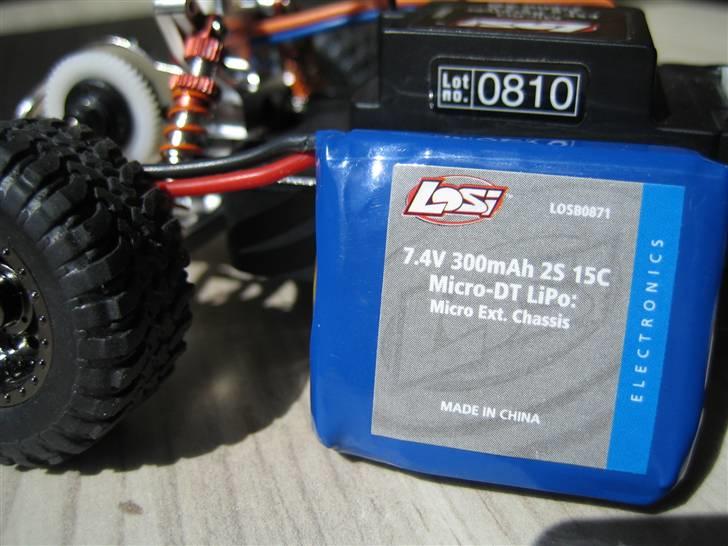 Losi
Lot
no. 0810
Losi™ LOSB0871
7.4V 300mAh 2S 15C
Micro-DT LiPo:
Micro Ext. Chassis
MADE IN CHINA
ELECTRONICS